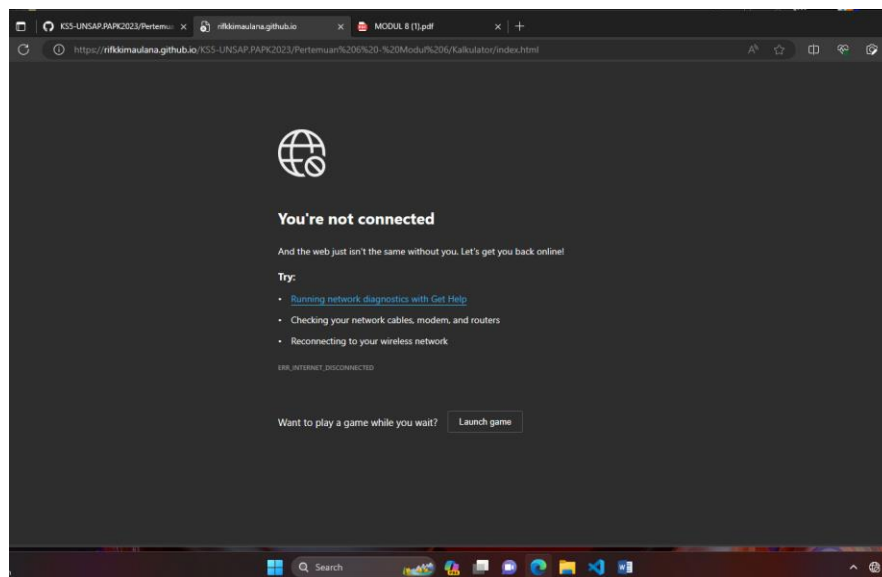 KS5-UNSAP.PAPK2023/Pertemu
rifkkimaulana.github.io
MODUL 8 (1).pdf
https://rifkkimaulana.github.io/KS5-UNSAP.PAPK2023/Pertemuan%206%20-%20Modul%206/Kalkulator/index.html
You're not connected
And the web just isn't the same without you. Let's get you back online!
Try:
• Running network diagnostics with Get Help
• Checking your network cables, modem, and routers
• Reconnecting to your wireless network
ERR_INTERNET_DISCONNECTED
Want to play a game while you wait? Launch game
Search